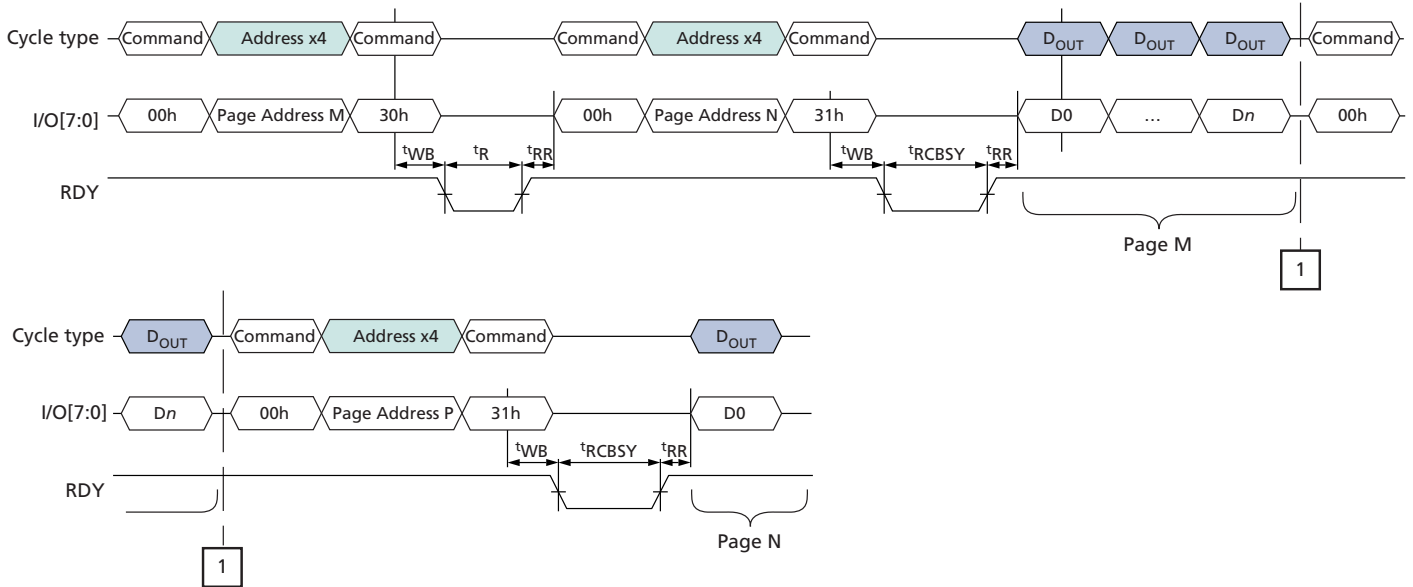 Cycle type Command Address x4 Command Command Address x4 Command DOUT DOUT DOUT Command
I/O[7:0] 00h Page Address M 30h 00h Page Address N 31h D0 … Dn 00h
tWB tR tRR tWB tRCBSY tRR
RDY
Page M
1
Cycle type DOUT Command Address x4 Command DOUT
I/O[7:0] Dn 00h Page Address P 31h D0
tWB tRCBSY tRR
RDY
Page N
1